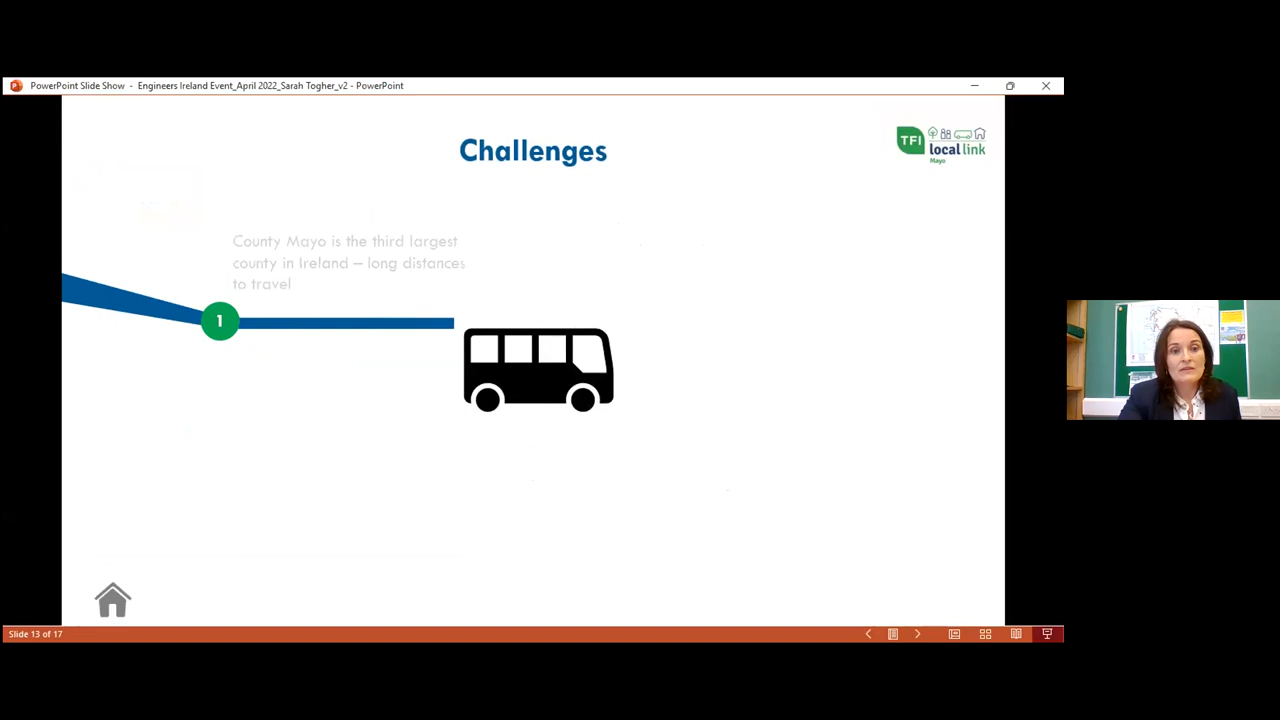 PowerPoint Slide Show - Engineers Ireland Event_April 2022_Sarah Togher_v2 - PowerPoint
Challenges
TFI
local link
Mayo
County Mayo is the third largest
county in Ireland – long distances
to travel
1
Slide 13 of 17